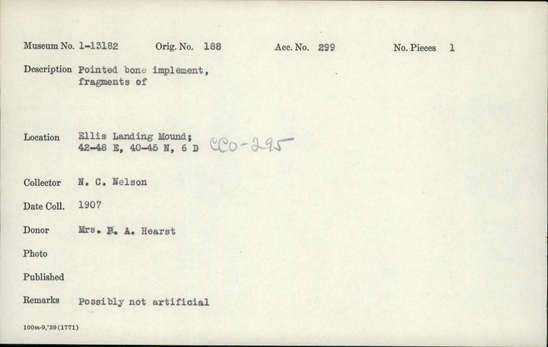 Museum No. 1-13182 Orig. No. 188 Acc. No. 299 No. Pieces 1
Description Pointed bone implement,
fragments of
Location Ellis Landing Mound;
42-48 E, 40-45 N, 6 D CCO-295
Collector N. C. Nelson
Date Coll. 1907
Donor Mrs. P. A. Hearst
Photo
Published
Remarks Possibly not artificial
100m-9,'39(1771)